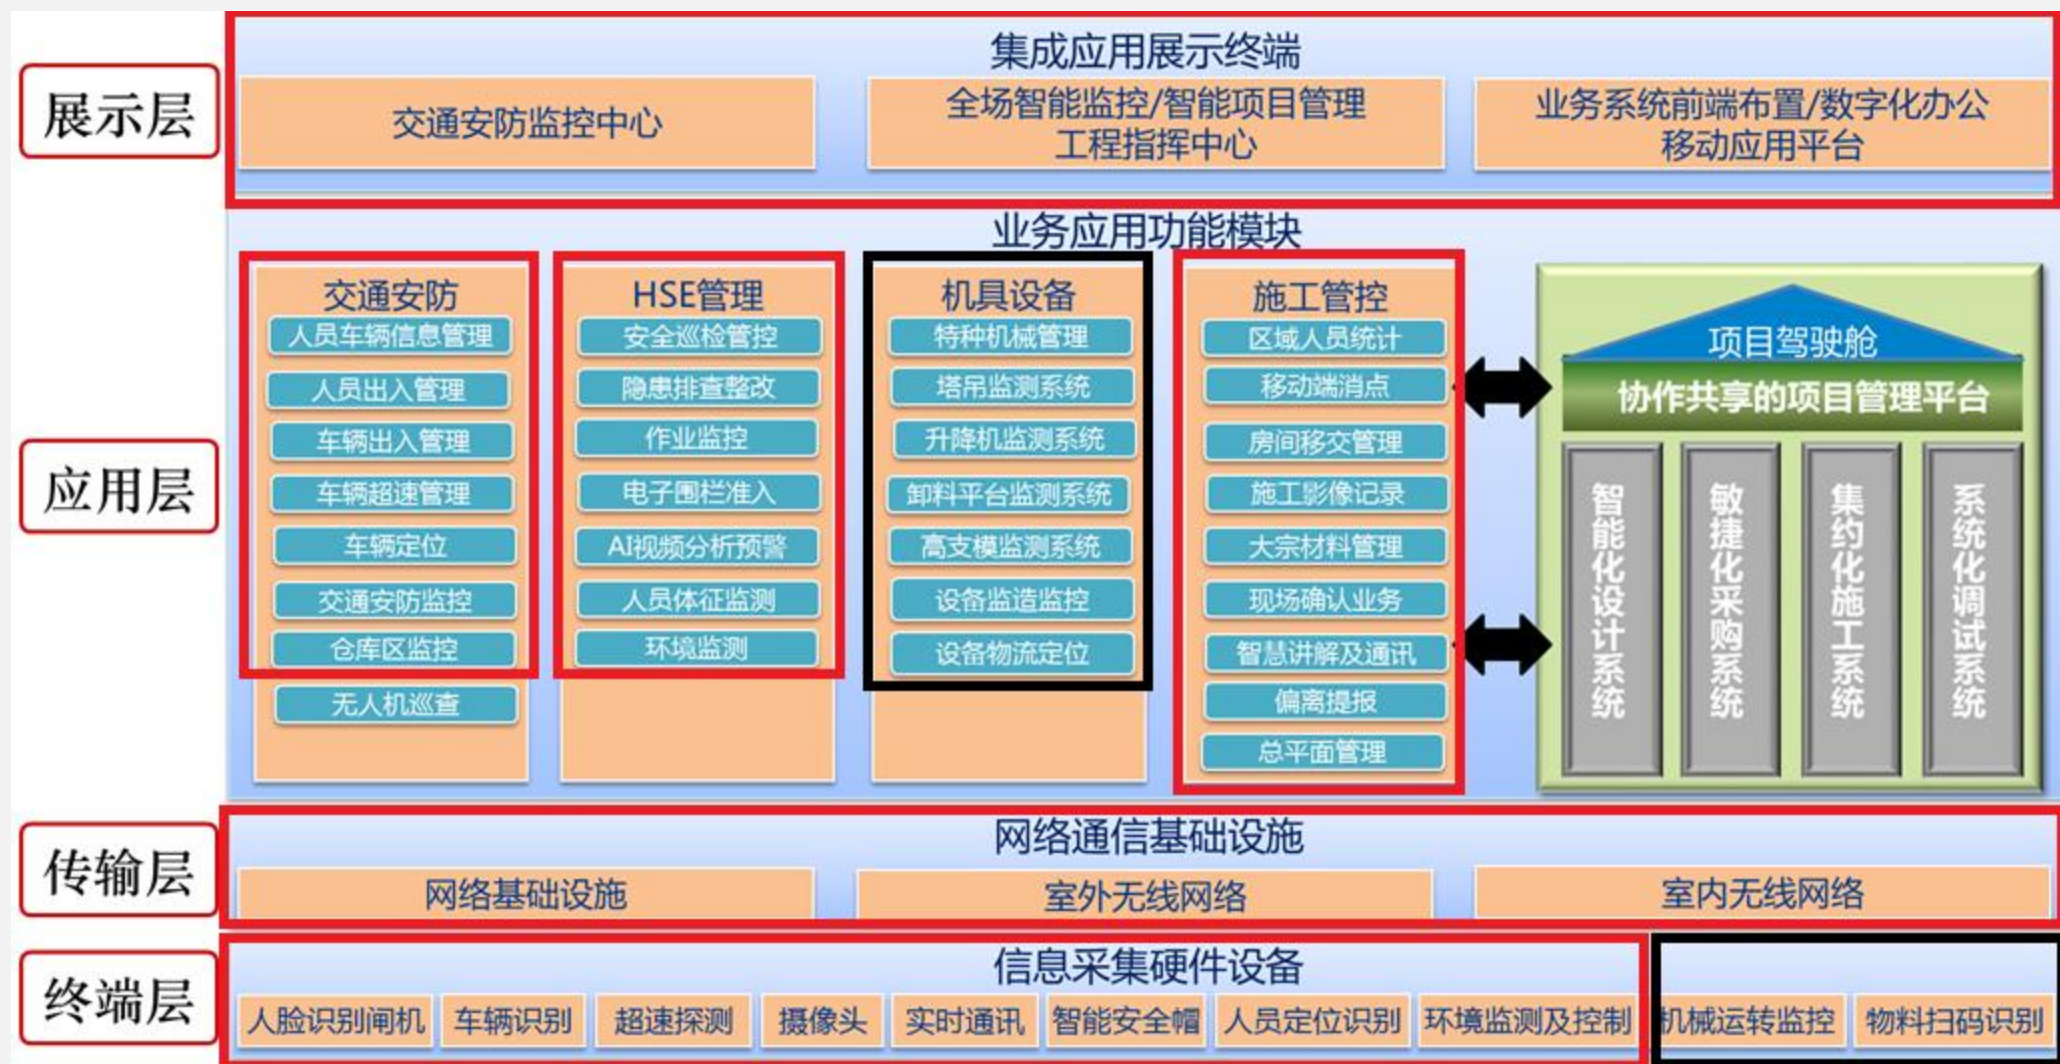 展示层
集成应用展示终端
交通安防监控中心
全场智能监控/智能项目管理
工程指挥中心
业务系统前端布置/数字化办公
移动应用平台
应用层
业务应用功能模块
交通安防
人员车辆信息管理
人员出入管理
车辆出入管理
车辆超速管理
车辆定位
交通安防监控
仓库区监控
无人机巡查
HSE管理
安全巡检管控
隐患排查整改
作业监控
电子围栏准入
AI视频分析预警
人员体征监测
环境监测
机具设备
特种机械管理
塔吊监测系统
升降机监测系统
卸料平台监测系统
高支模监测系统
设备监造监控
设备物流定位
施工管控
区域人员统计
移动端消点
房间移交管理
施工影像记录
大宗材料管理
现场确认业务
智慧讲解及通讯
偏离提报
总平面管理
项目驾驶舱
协作共享的项目管理平台
智能化设计系统
敏捷化采购系统
集约化施工系统
系统化调试系统
传输层
网络通信基础设施
网络基础设施
室外无线网络
室内无线网络
终端层
信息采集硬件设备
人脸识别闸机
车辆识别
超速探测
摄像头
实时通讯
智能安全帽
人员定位识别
环境监测及控制
机械运转监控
物料扫码识别